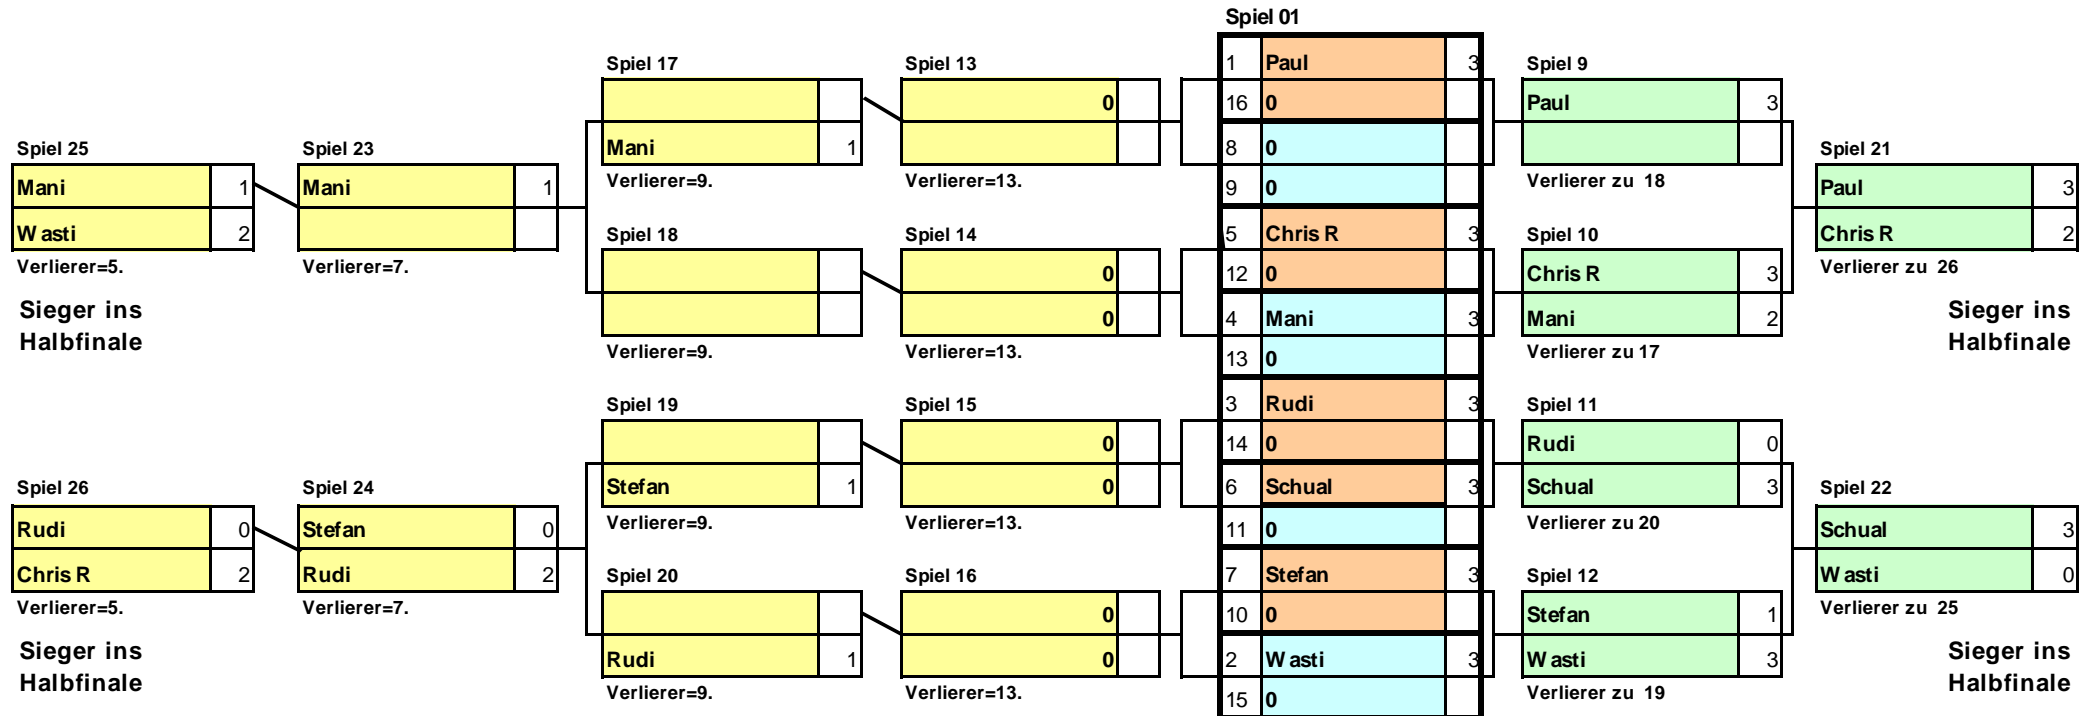 Spiel 01
1 Paul 3
Spiel 17 Spiel 13 Spiel 9
0 16 0 Paul 3
Spiel 25 Spiel 23 Mani 1 8 0 Spiel 21
Mani 1 Mani 1 Verlierer=9. Verlierer=13. 9 0 Verlierer zu 18 Paul 3
Wasti 2 Spiel 18 Spiel 14 5 Chris R 3 Spiel 10 Chris R 2
Verlierer=5. Verlierer=7. 0 12 0 Chris R 3 Verlierer zu 26
Sieger ins 0 4 Mani 3 Mani 2 Sieger ins
Halbfinale Verlierer=9. Verlierer=13. 13 0 Verlierer zu 17 Halbfinale
Spiel 19 Spiel 15 3 Rudi 3 Spiel 11
0 14 0 Rudi 0
Spiel 26 Spiel 24 Stefan 1 0 6 Schual 3 Schual 3 Spiel 22
Rudi 0 Stefan 0 Verlierer=9. Verlierer=13. 11 0 Verlierer zu 20 Schual 3
Chris R 2 Rudi 2 Spiel 20 Spiel 16 7 Stefan 3 Spiel 12 Wasti 0
Verlierer=5. Verlierer=7. 0 10 0 Stefan 1 Verlierer zu 25
Sieger ins Rudi 1 0 2 Wasti 3 Wasti 3 Sieger ins
Halbfinale Verlierer=9. Verlierer=13. 15 0 Verlierer zu 19 Halbfinale